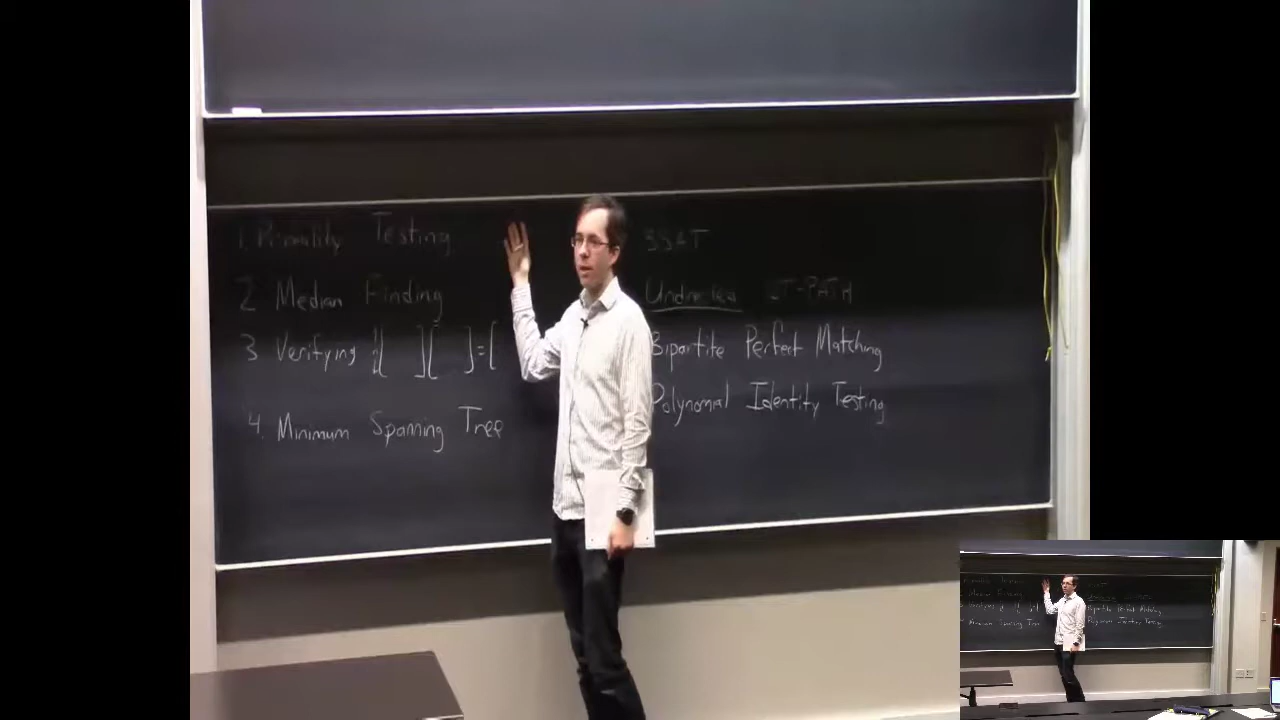 1. Primality Testing
2 Median Finding
3 Verifying [ ][ ]=[
4. Minimum Spanning Tree
3SAT
Undirected ST-PATH
Bipartite Perfect Matching
Polynomial Identity Testing